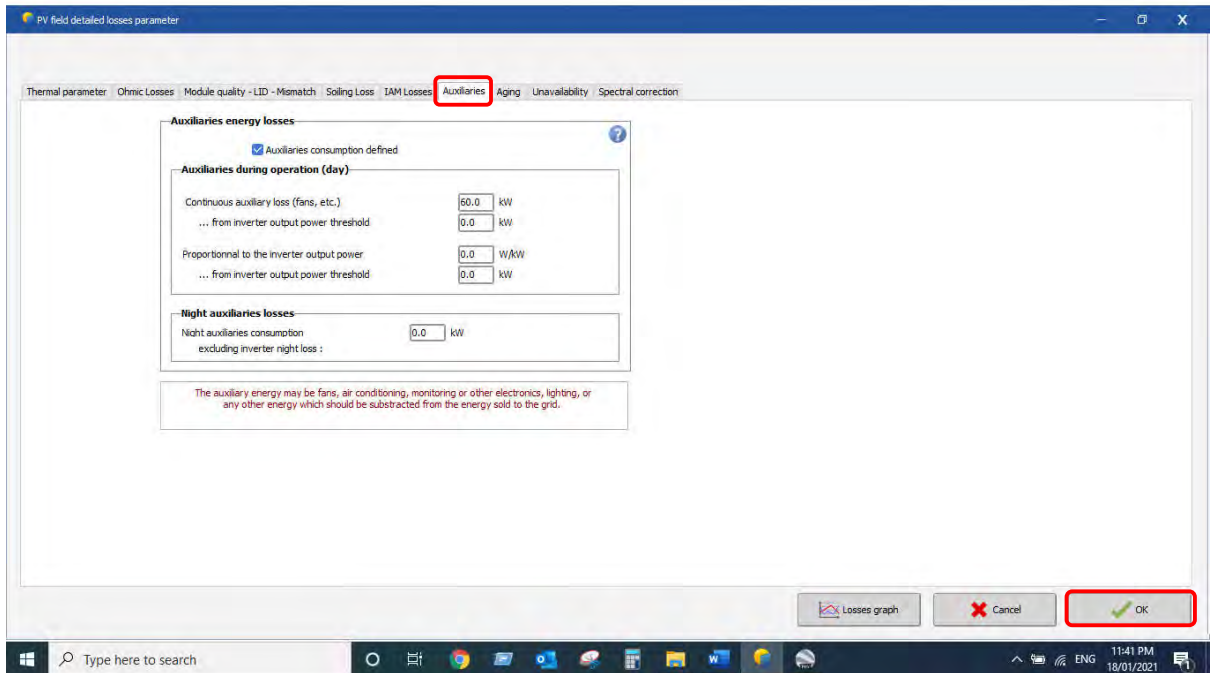 PV field detailed losses parameter
Thermal parameter Ohmic Losses Module quality - LID - Mismatch Soiling Loss IAM Losses Auxiliaries Aging Unavailability Spectral correction
Auxiliaries energy losses
?
Auxiliaries consumption defined
Auxiliaries during operation (day)
Continuous auxiliary loss (fans, etc.) 60.0 kW
... from inverter output power threshold 0.0 kW
Proportionnal to the inverter output power 0.0 W/kW
... from inverter output power threshold 0.0 kW
Night auxiliaries losses
Night auxiliaries consumption 0.0 kW
excluding inverter night loss :
The auxiliary energy may be fans, air conditioning, monitoring or other electronics, lighting, or
any other energy which should be substracted from the energy sold to the grid.
Losses graph Cancel OK
Type here to search
ENG
11:41 PM
18/01/2021
1